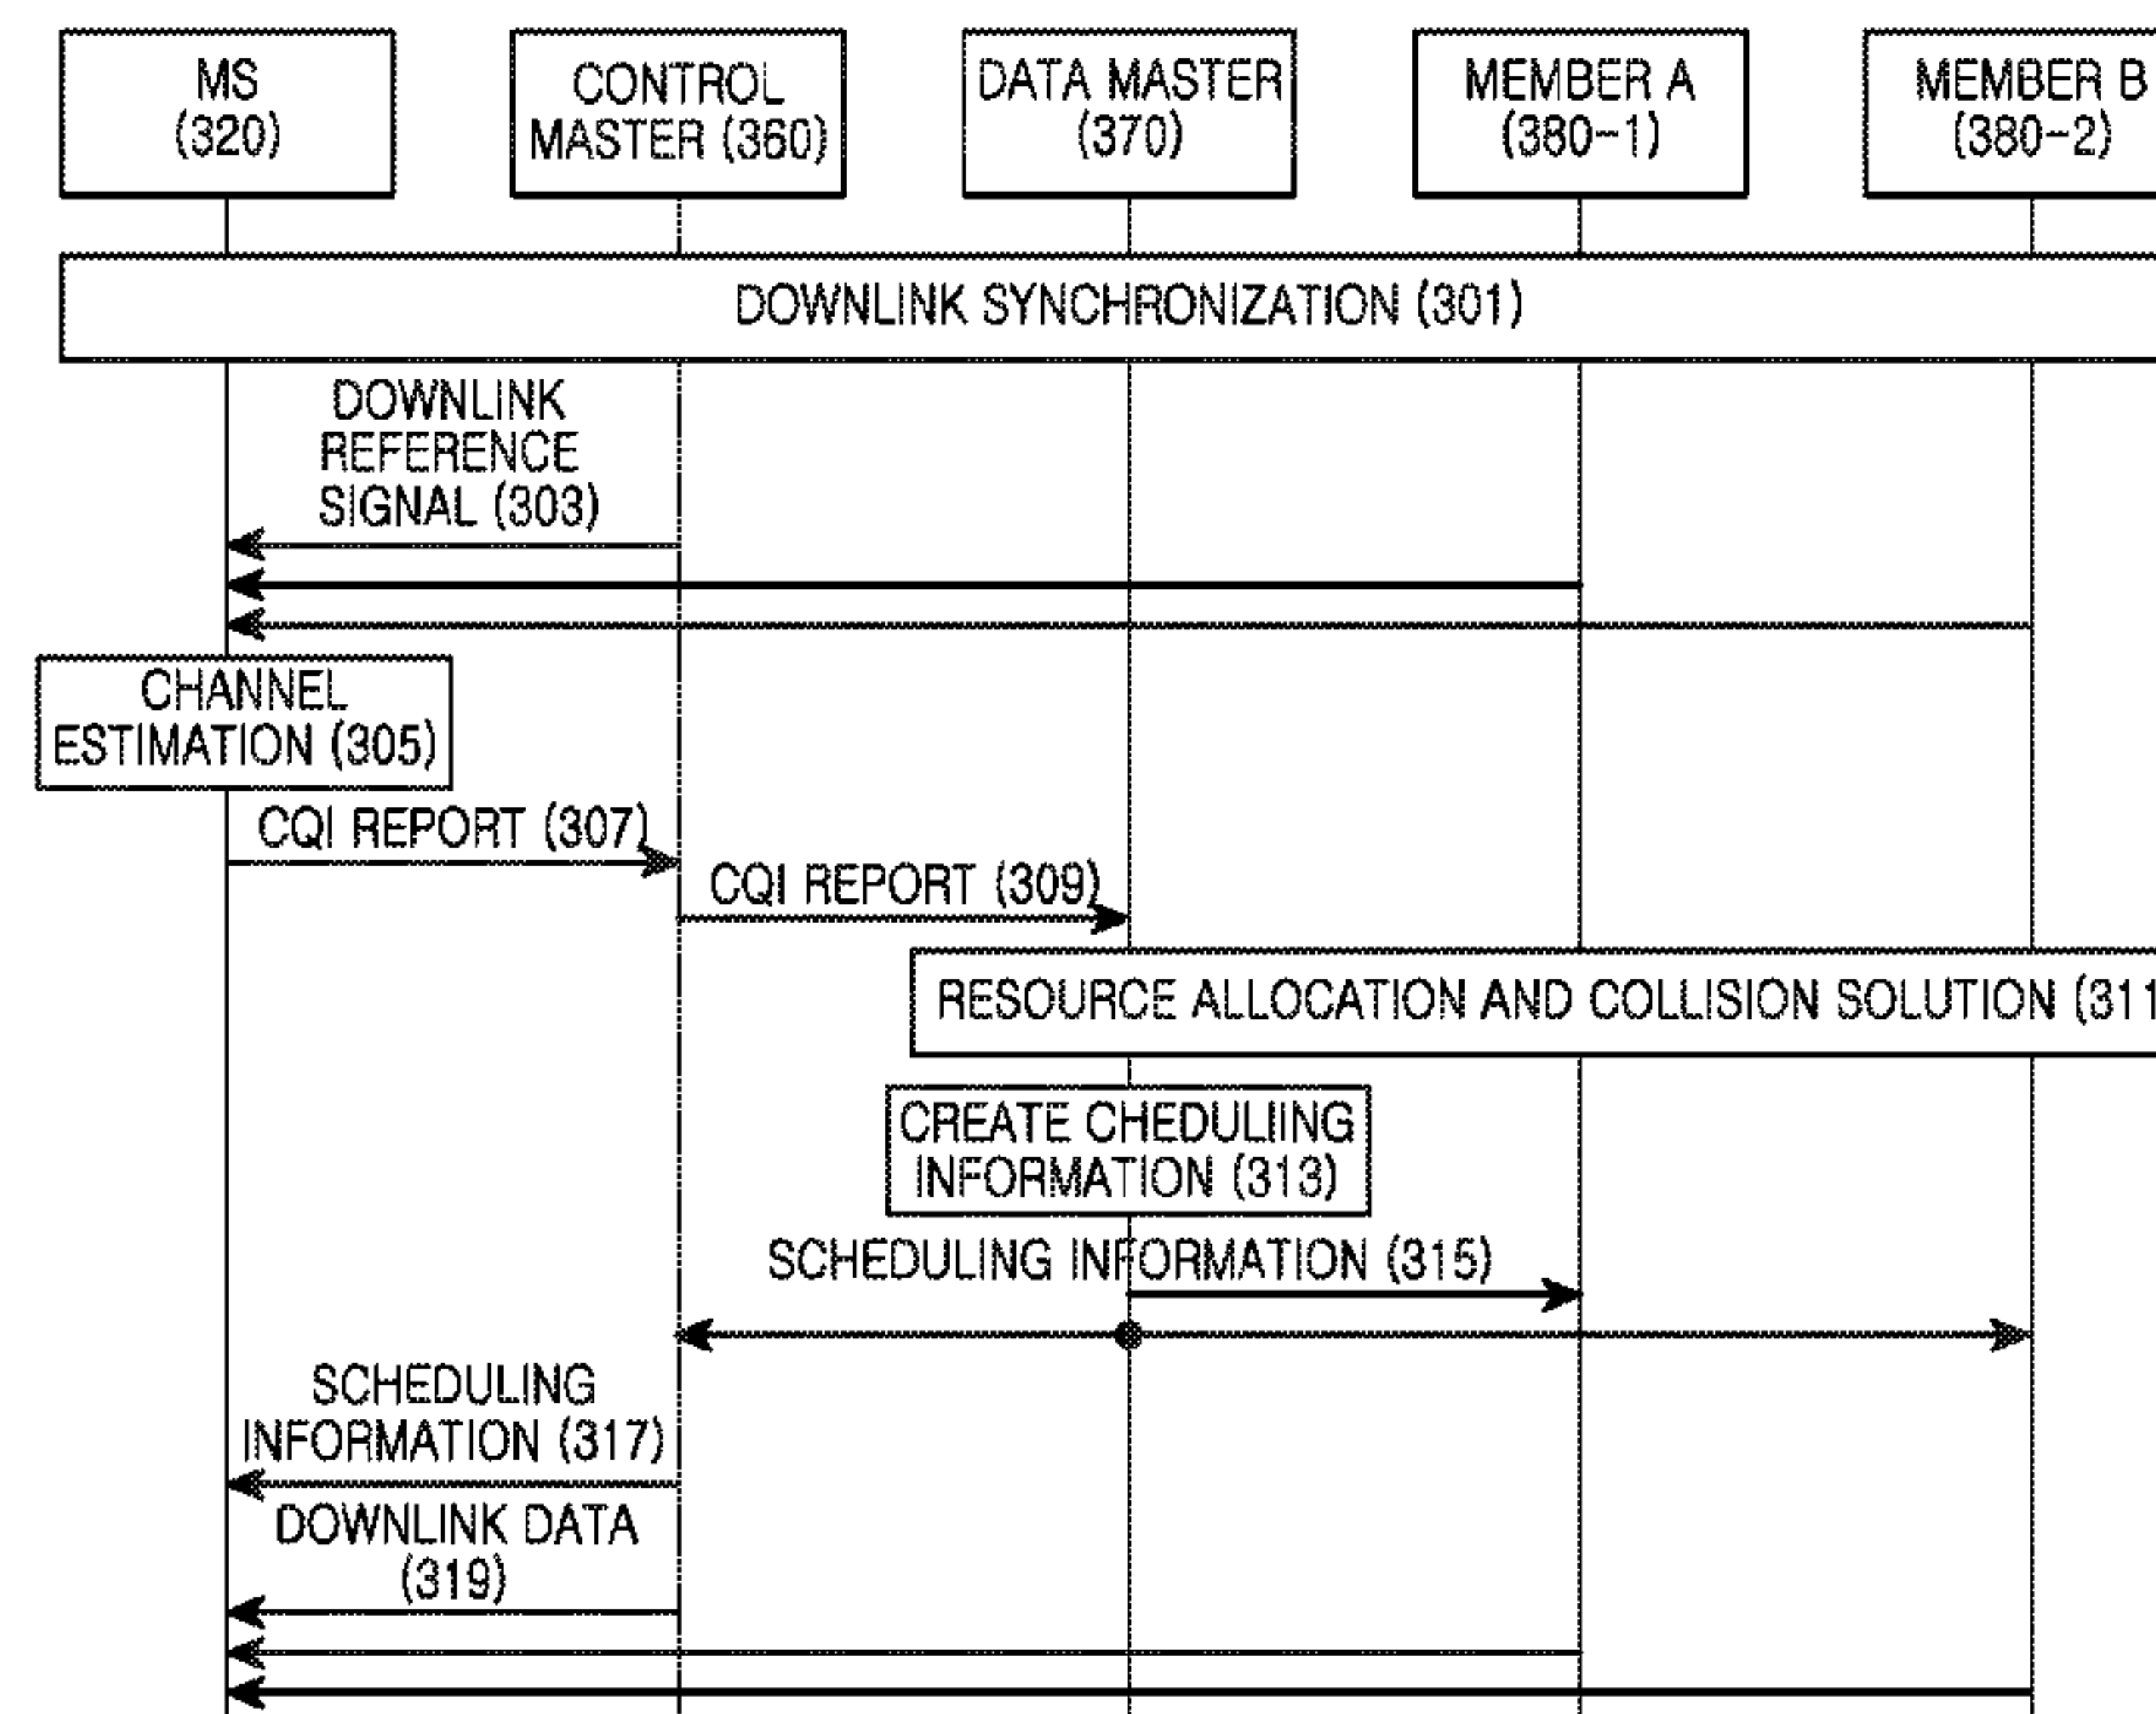 MS
(320)
CONTROL
MASTER (360)
DATA MASTER
(370)
MEMBER A
(380-1)
MEMBER B
(380-2)
DOWNLINK SYNCHRONIZATION (301)
DOWNLINK
REFERENCE
SIGNAL (303)
CHANNEL
ESTIMATION (305)
CQI REPORT (307)
CQI REPORT (309)
RESOURCE ALLOCATION AND COLLISION SOLUTION (311
CREATE CHEDULIING
INFORMATION (313)
SCHEDULING INFORMATION (315)
SCHEDULING
INFORMATION (317)
DOWNLINK DATA
(319)